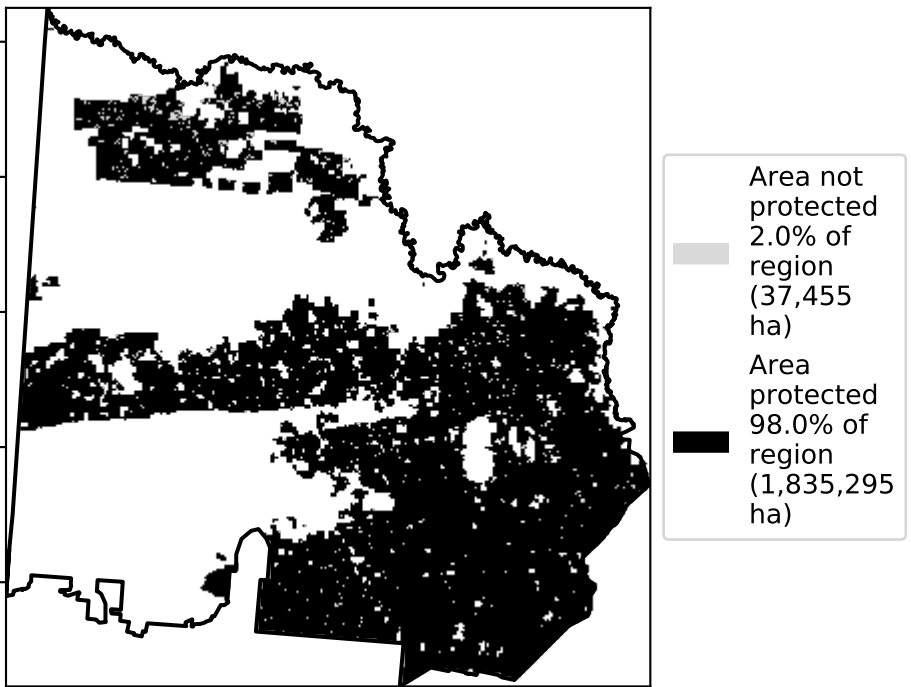 Area not
protected
2.0% of
region
(37,455
ha)
Area
protected
98.0% of
region
(1,835,295
ha)